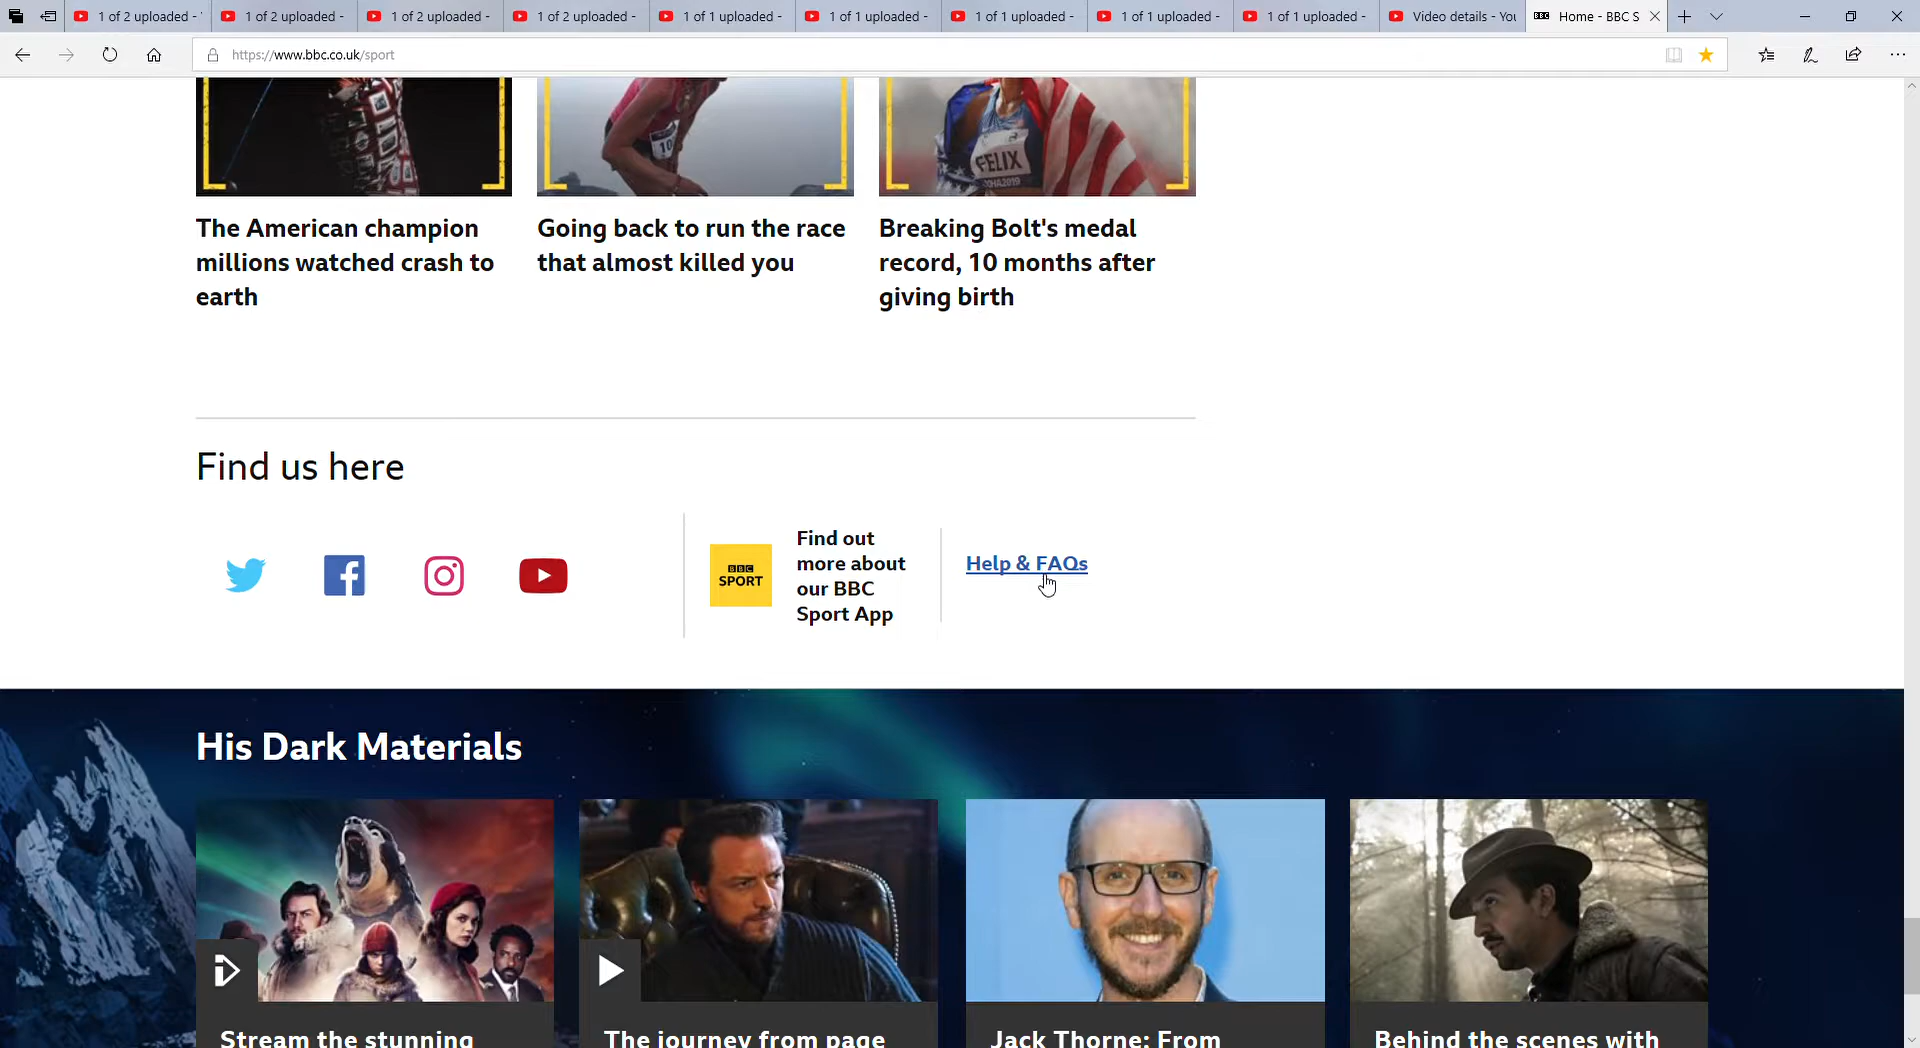 1 of 2 uploaded -
1 of 2 uploaded -
1 of 2 uploaded -
1 of 2 uploaded -
1 of 1 uploaded -
1 of 1 uploaded -
1 of 1 uploaded -
1 of 1 uploaded -
1 of 1 uploaded -
Video details - You
BBC Home - BBC S
https://www.bbc.co.uk/sport
10
FELIX
DOHA2019
The American champion
millions watched crash to
earth
Going back to run the race
that almost killed you
Breaking Bolt's medal
record, 10 months after
giving birth
Find us here
BBC
SPORT
Find out
more about
our BBC
Sport App
Help & FAQs
His Dark Materials
Stream the stunning
The journey from page
Jack Thorne: From
Behind the scenes with